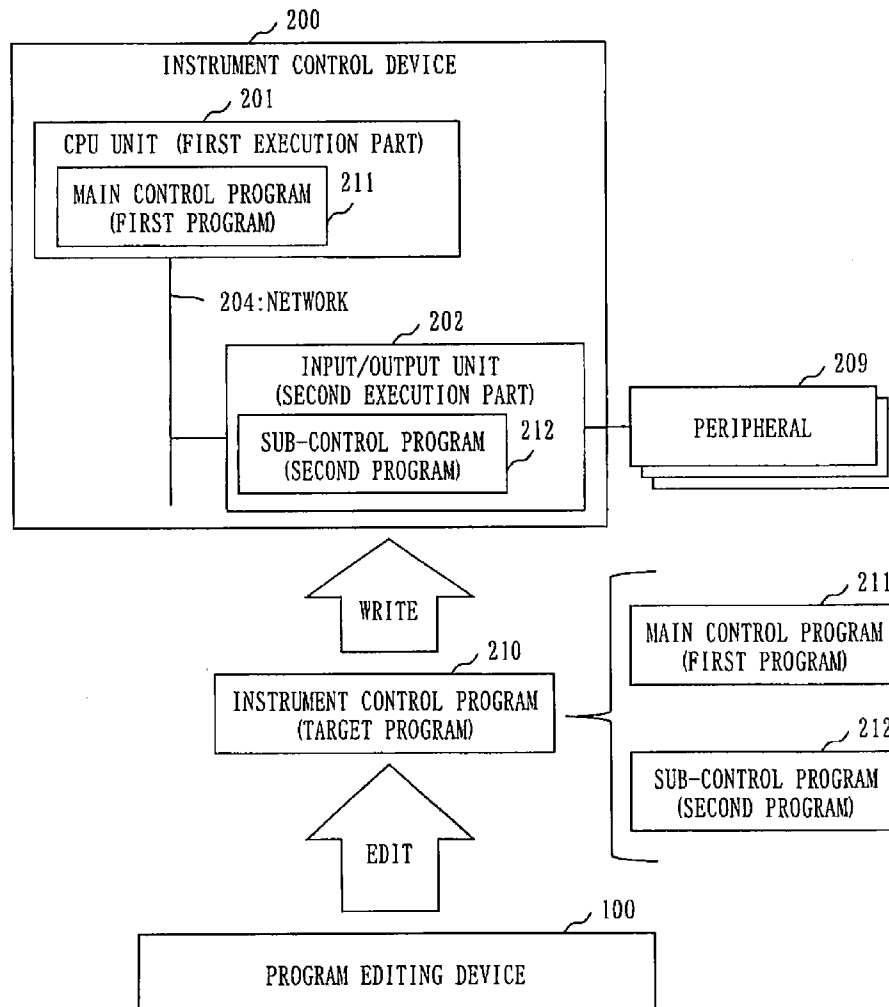 200
INSTRUMENT CONTROL DEVICE
201
CPU UNIT (FIRST EXECUTION PART)
MAIN CONTROL PROGRAM
(FIRST PROGRAM)
211
204:NETWORK
202
INPUT/OUTPUT UNIT
(SECOND EXECUTION PART)
SUB-CONTROL PROGRAM
(SECOND PROGRAM)
212
209
PERIPHERAL
WRITE
210
INSTRUMENT CONTROL PROGRAM
(TARGET PROGRAM)
211
MAIN CONTROL PROGRAM
(FIRST PROGRAM)
212
SUB-CONTROL PROGRAM
(SECOND PROGRAM)
EDIT
100
PROGRAM EDITING DEVICE